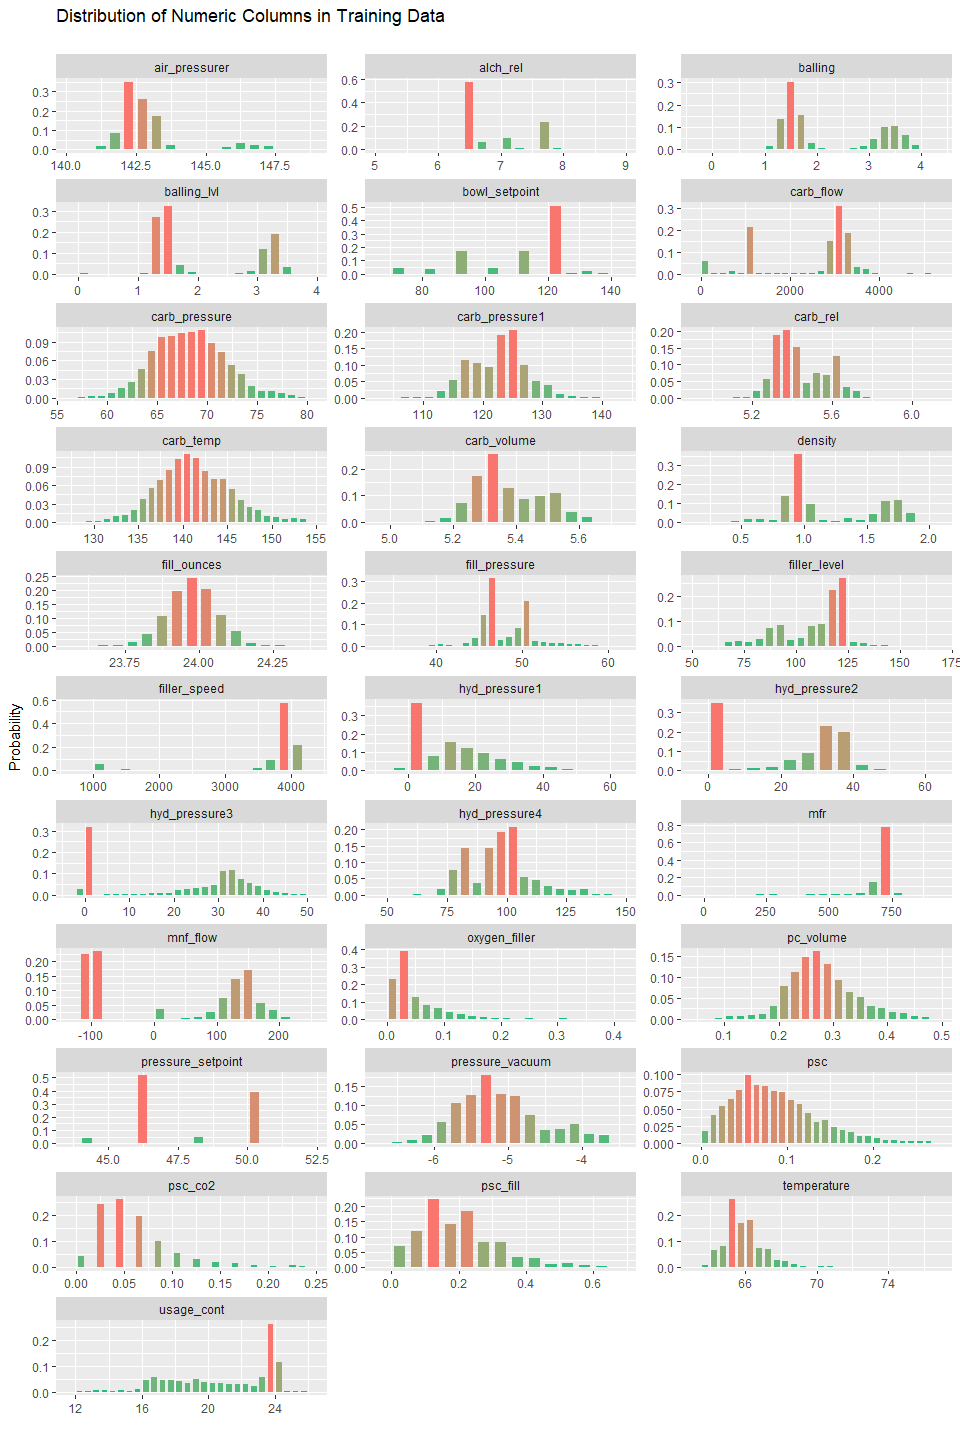 Distribution of Numeric Columns in Training Data
air_pressurer alch_rel balling
0.3 0.2 0.1 0.0 0.6 0.4 0.2 0.0 0.3 0.2 0.1 0.0
140.0 142.5 145.0 147.5 5 6 7 8 9 0 1 2 3 4
balling_lvl bowl_setpoint carb_flow
0.3 0.2 0.1 0.0 0.5 0.4 0.3 0.2 0.1 0.0 0.3 0.2 0.1 0.0
0 1 2 3 4 80 100 120 140 0 2000 4000
carb_pressure carb_pressure1 carb_rel
0.09 0.06 0.03 0.00 0.20 0.15 0.10 0.05 0.00 0.20 0.15 0.10 0.05 0.00
55 60 65 70 75 80 110 120 130 140 5.2 5.6 6.0
carb_temp carb_volume density
0.09 0.06 0.03 0.00 0.2 0.1 0.0 0.3 0.2 0.1 0.0
130 135 140 145 150 155 5.0 5.2 5.4 5.6 0.5 1.0 1.5 2.0
fill_ounces fill_pressure filler_level
0.25 0.20 0.15 0.10 0.05 0.00 0.3 0.2 0.1 0.0 0.2 0.1 0.0
23.75 24.00 24.25 40 50 60 50 75 100 125 150 175
Probability
filler_speed hyd_pressure1 hyd_pressure2
0.6 0.4 0.2 0.0 0.3 0.2 0.1 0.0 0.3 0.2 0.1 0.0
1000 2000 3000 4000 0 20 40 60 0 20 40 60
hyd_pressure3 hyd_pressure4 mfr
0.3 0.2 0.1 0.0 0.20 0.15 0.10 0.05 0.00 0.8 0.6 0.4 0.2 0.0
0 10 20 30 40 50 50 75 100 125 150 0 250 500 750
mnf_flow oxygen_filler pc_volume
0.20 0.15 0.10 0.05 0.00 0.4 0.3 0.2 0.1 0.0 0.15 0.10 0.05 0.00
-100 0 100 200 0.0 0.1 0.2 0.3 0.4 0.1 0.2 0.3 0.4 0.5
pressure_setpoint pressure_vacuum psc
0.5 0.4 0.3 0.2 0.1 0.0 0.15 0.10 0.05 0.00 0.100 0.075 0.050 0.025 0.000
45.0 47.5 50.0 52.5 -6 -5 -4 0.0 0.1 0.2
psc_co2 psc_fill temperature
0.2 0.1 0.0 0.20 0.15 0.10 0.05 0.00 0.2 0.1 0.0
0.00 0.05 0.10 0.15 0.20 0.25 0.0 0.2 0.4 0.6 66 70 74
usage_cont
0.2 0.1 0.0
12 16 20 24